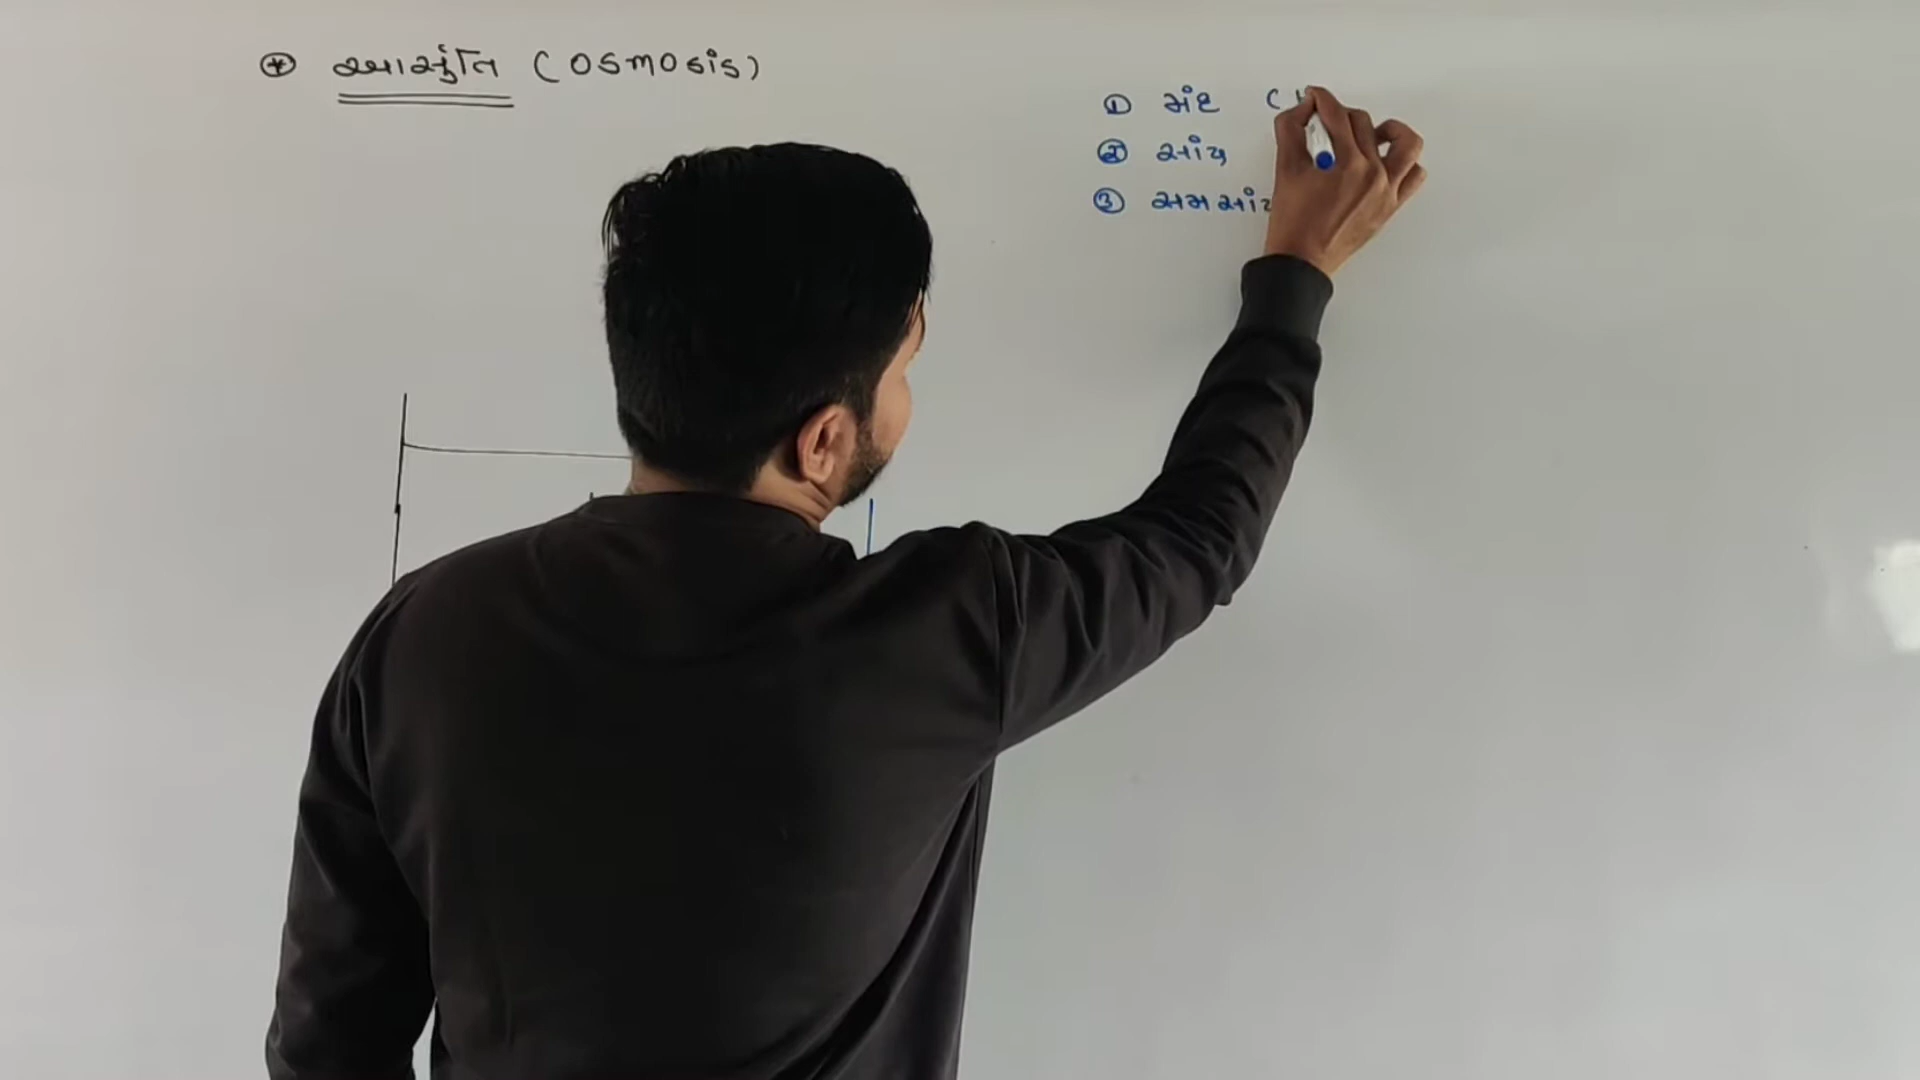 * આસૃતિ (Osmosis)
① મંદ (
② સાંદ્ર
③ સમસાં